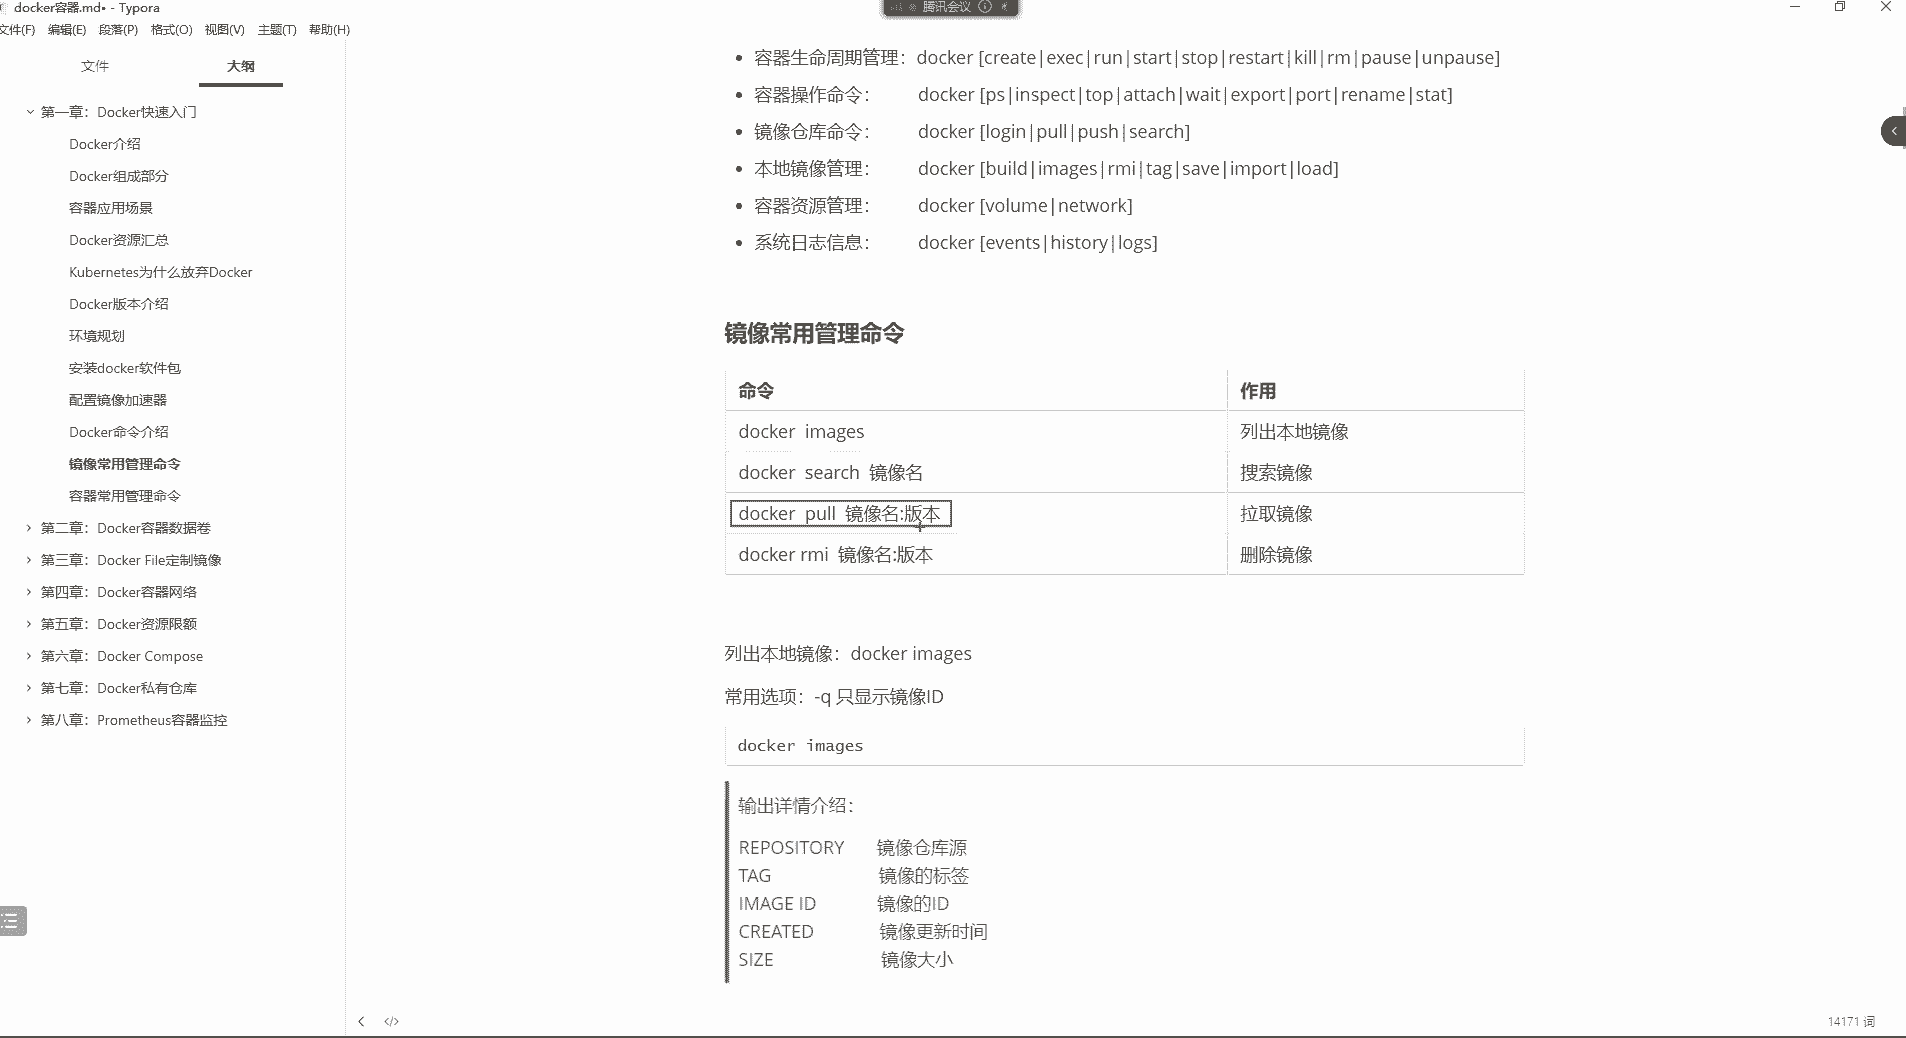 docker容器.md• - Typora
腾讯会议
文件(F) 编辑(E) 段落(P) 格式(O) 视图(V) 主题(T) 帮助(H)
文件 大纲
第一章：Docker快速入门
Docker介绍
Docker组成部分
容器应用场景
Docker资源汇总
Kubernetes为什么放弃Docker
Docker版本介绍
环境规划
安装docker软件包
配置镜像加速器
Docker命令介绍
镜像常用管理命令
容器常用管理命令
第二章：Docker容器数据卷
第三章：Docker File定制镜像
第四章：Docker容器网络
第五章：Docker资源限额
第六章：Docker Compose
第七章：Docker私有仓库
第八章：Prometheus容器监控
容器生命周期管理：docker [create|exec|run|start|stop|restart|kill|rm|pause|unpause]
容器操作命令： docker [ps|inspect|top|attach|wait|export|port|rename|stat]
镜像仓库命令： docker [login|pull|push|search]
本地镜像管理： docker [build|images|rmi|tag|save|import|load]
容器资源管理： docker [volume|network]
系统日志信息： docker [events|history|logs]
镜像常用管理命令
命令 作用
docker images 列出本地镜像
docker search 镜像名 搜索镜像
docker pull 镜像名:版本 拉取镜像
docker rmi 镜像名:版本 删除镜像
列出本地镜像：docker images
常用选项：-q 只显示镜像ID
docker images
输出详情介绍：
REPOSITORY 镜像仓库源
TAG 镜像的标签
IMAGE ID 镜像的ID
CREATED 镜像更新时间
SIZE 镜像大小
14171 词